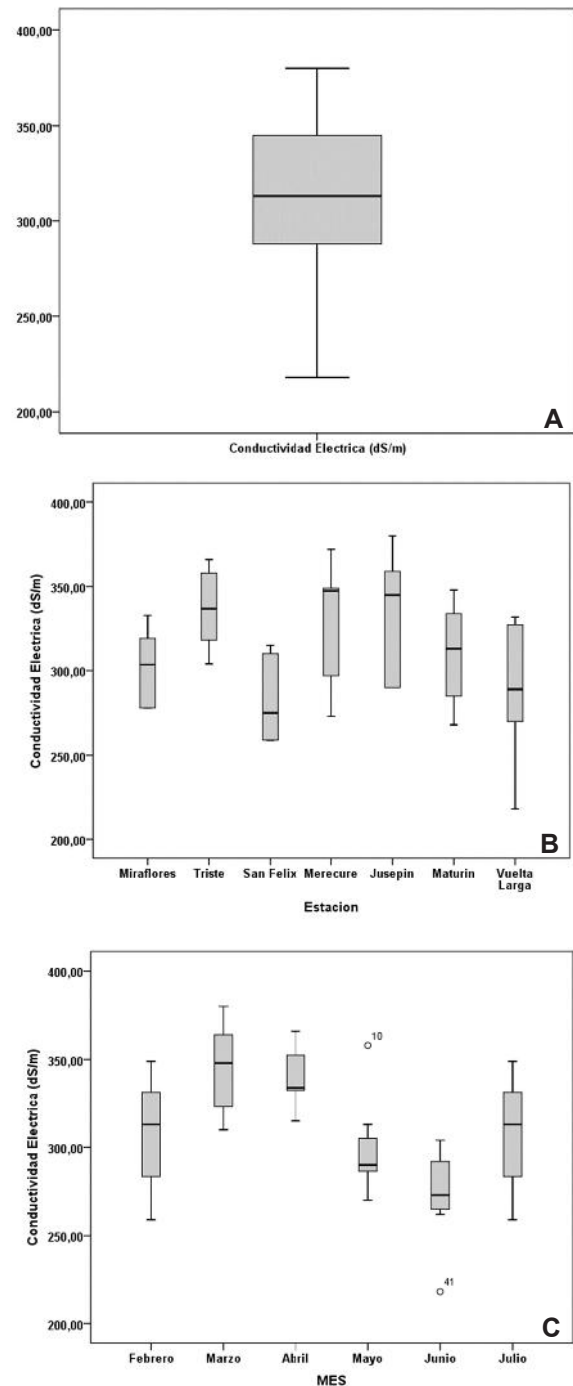 400,00
350,00
300,00
250,00
200,00
A
Conductividad Electrica (dS/m)
Conductividad Electrica (dS/m)
400,00
350,00
300,00
250,00
200,00
B
Miraflores Triste San Felix Merecure Jusepin Maturin Vuelta
Larga
Estacion
Conductividad Electrica (dS/m)
400,00
350,00
300,00
250,00
200,00
10
41
C
Febrero Marzo Abril Mayo Junio Julio
MES